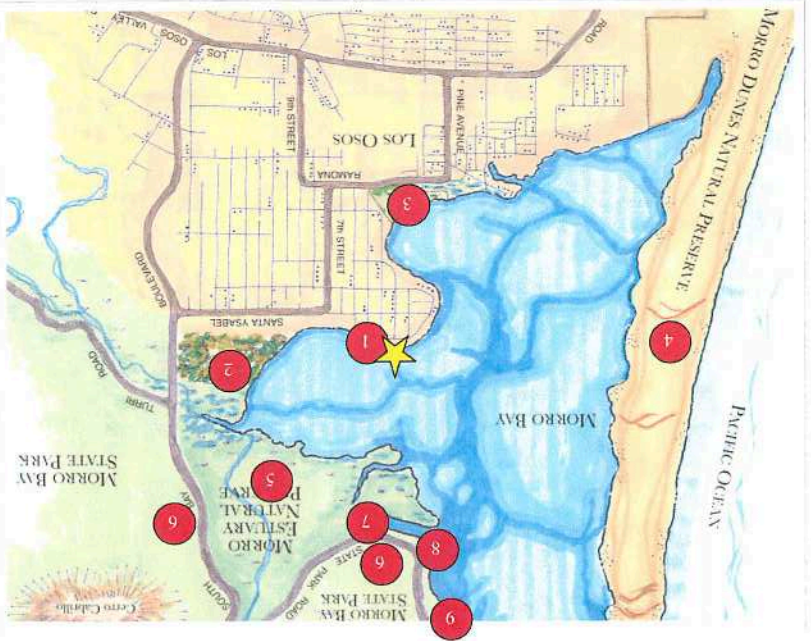 9
MORRO BAY
STATE PARK
Cerro Cabrillo
STATE PARK ROAD
SOUTH
BAY
BOULEVARD
6
8
7
6
MORRO
ESTUARY
NATURAL
PRESERVE
5
MORRO BAY
STATE PARK
PACIFIC OCEAN
MORRO BAY
TURRI
ROAD
4
1
2
SANTA YSABEL
MORRO DUNES NATURAL PRESERVE
7TH STREET
3
RAMONA
LOS OSOS
PINE AVENUE
9TH STREET
LOS
OSOS
VALLEY
ROAD